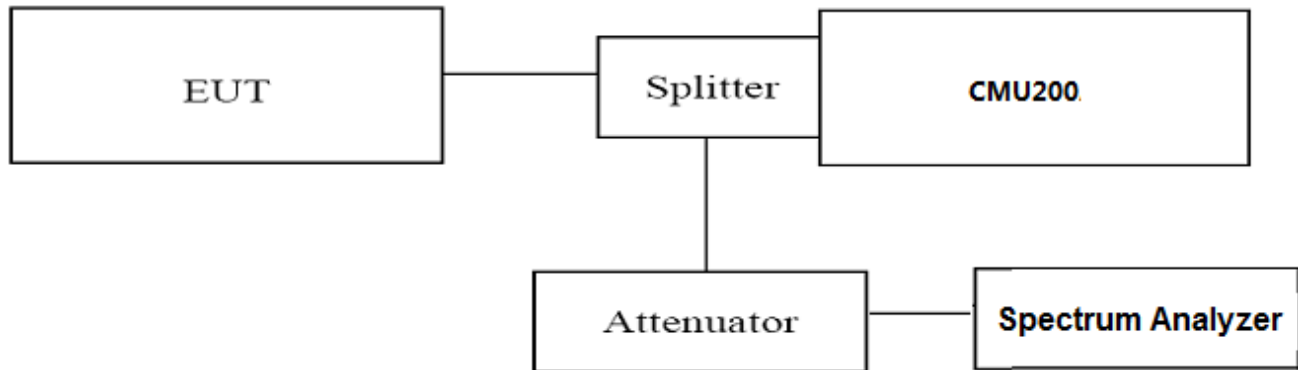 EUT
Splitter
CMU200
Attenuator
Spectrum Analyzer